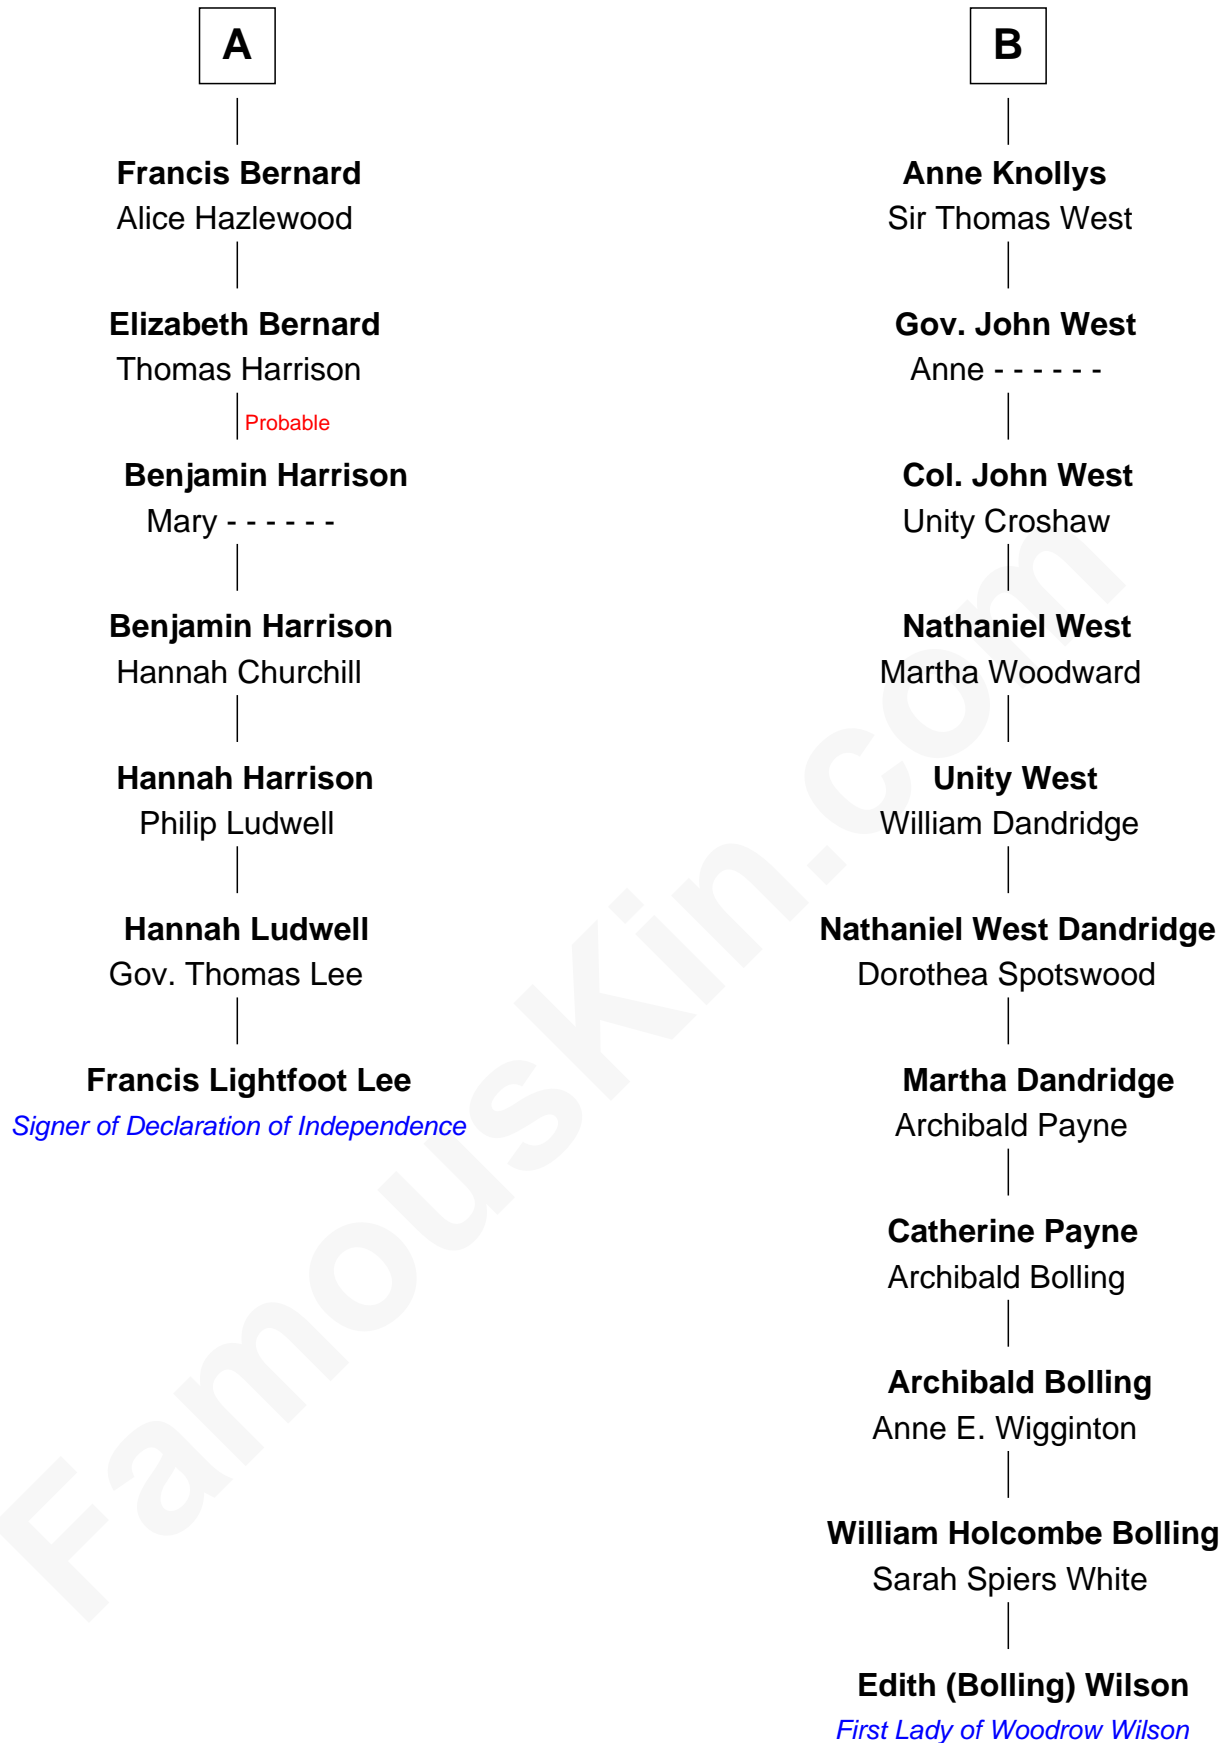 A
Francis Bernard
Alice Hazlewood
Elizabeth Bernard
Thomas Harrison
Probable
Benjamin Harrison
Mary - - - - - -
Benjamin Harrison
Hannah Churchill
Hannah Harrison
Philip Ludwell
Hannah Ludwell
Gov. Thomas Lee
Francis Lightfoot Lee
Signer of Declaration of Independence
B
Anne Knollys
Sir Thomas West
Gov. John West
Anne - - - - - -
Col. John West
Unity Croshaw
Nathaniel West
Martha Woodward
Unity West
William Dandridge
Nathaniel West Dandridge
Dorothea Spotswood
Martha Dandridge
Archibald Payne
Catherine Payne
Archibald Bolling
Archibald Bolling
Anne E. Wigginton
William Holcombe Bolling
Sarah Spiers White
Edith (Bolling) Wilson
First Lady of Woodrow Wilson
FamousKin.com